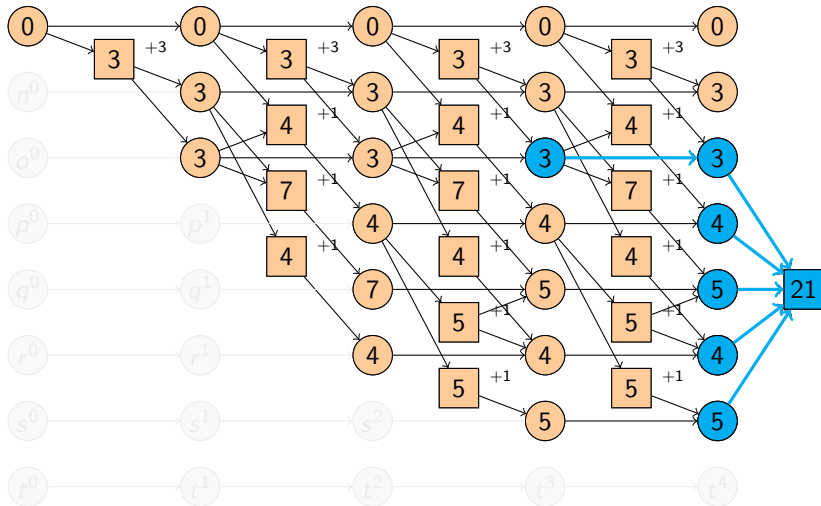 0 0 0 0 0
3 +3 3 +3 3 +3 3 +3
n⁰ 3 3 3 3
4 +1 4 +1 4 +1
o⁰ 3 3 3 3
7 +1 7 +1 7 +1
p⁰ p¹ 4 4 4
4 +1 4 +1 4 +1
q⁰ q¹ 7 5 5 21
5 +1 5 +1
r⁰ r¹ 4 4 4
5 +1 5 +1
s⁰ s¹ s² 5 5
t⁰ t¹ t² t³ t⁴